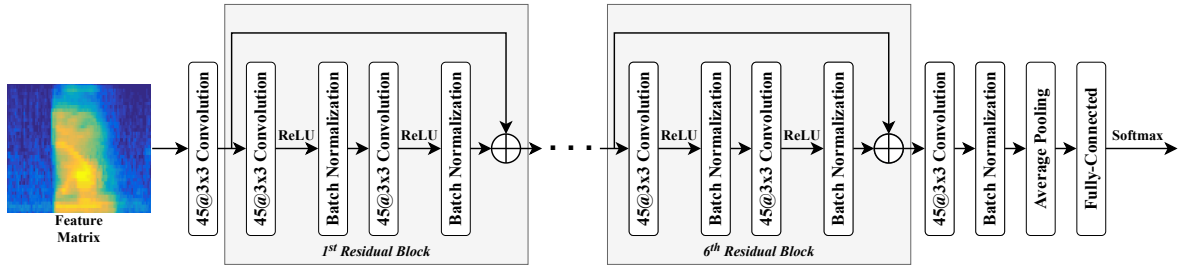 Feature
Matrix
45@3x3 Convolution
45@3x3 Convolution
ReLU
Batch Normalization
45@3x3 Convolution
ReLU
Batch Normalization
1st Residual Block
. . .
45@3x3 Convolution
ReLU
Batch Normalization
45@3x3 Convolution
ReLU
Batch Normalization
6th Residual Block
45@3x3 Convolution
Batch Normalization
Average Pooling
Fully-Connected
Softmax